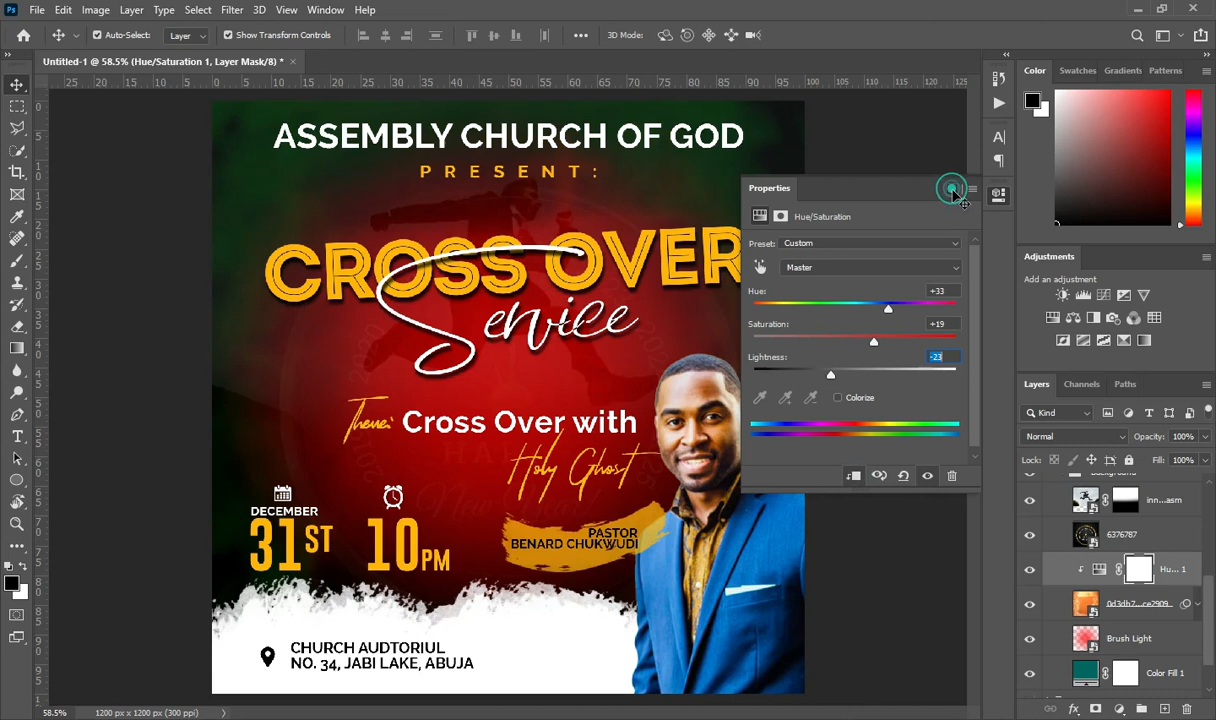 File Edit Image Layer Type Select Filter 3D View Window Help
Auto-Select: Layer Show Transform Controls 3D Mode:
Untitled-1 @ 58.5% (Hue/Saturation 1, Layer Mask/8) *
ASSEMBLY CHURCH OF GOD
PRESENT:
CROSS OVER
Service
Theme: Cross Over with
Holy Ghost
DECEMBER
31ST 10PM
PASTOR
BENARD CHUKWUDI
CHURCH AUDTORIUL
NO. 34, JABI LAKE, ABUJA
Properties
Hue/Saturation
Preset: Custom
Master
Hue: +33
Saturation: +19
Lightness: -23
Colorize
Color Swatches Gradients Patterns
Adjustments
Add an adjustment
Layers Channels Paths
Kind
Normal Opacity: 100%
Lock: Fill: 100%
Background
inn...asm
6376787
Hu... 1
0d3dh7...ce2909
Brush Light
Color Fill 1
58.5% 1200 px x 1200 px (300 ppi)